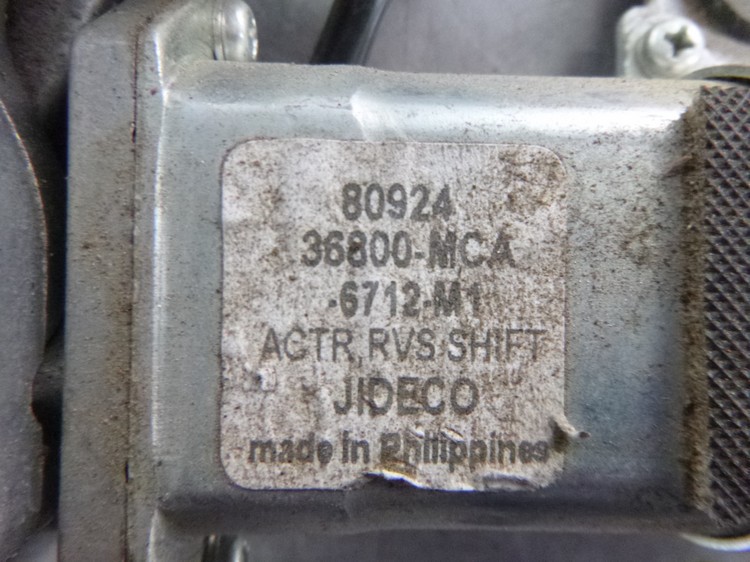 80924
36800-MCA
-6712-M1
ACTR,RVS SHIFT
JIDECO
made in Philippines